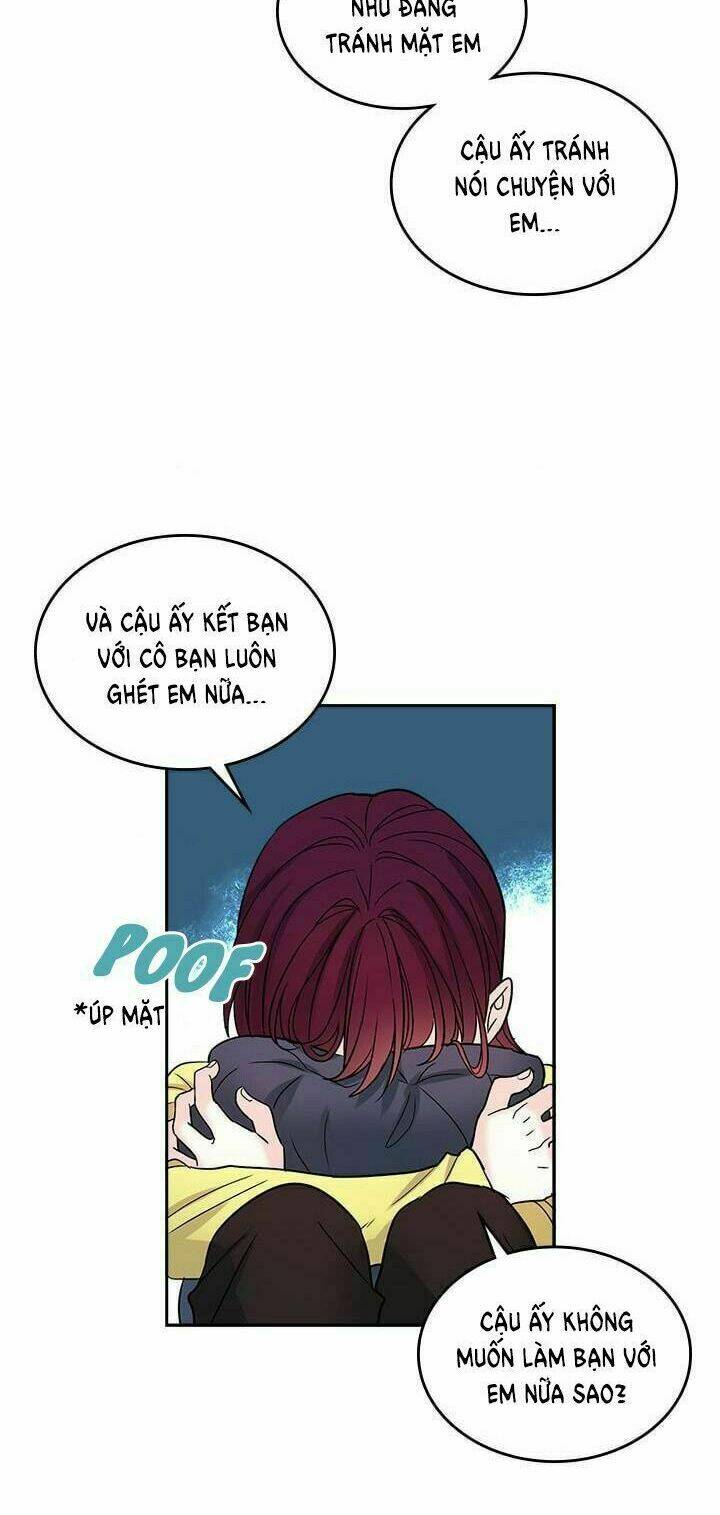 NHƯ ĐANG
TRÁNH MẶT EM
CẬU ẤY TRÁNH
NÓI CHUYỆN VỚI
EM...
VÀ CẬU ẤY KẾT BẠN
VỚI CÔ BẠN LUÔN
GHÉT EM NỮA...
POOF
*ÚP MẶT
CẬU ẤY KHÔNG
MUỐN LÀM BẠN VỚI
EM NỮA SAO?